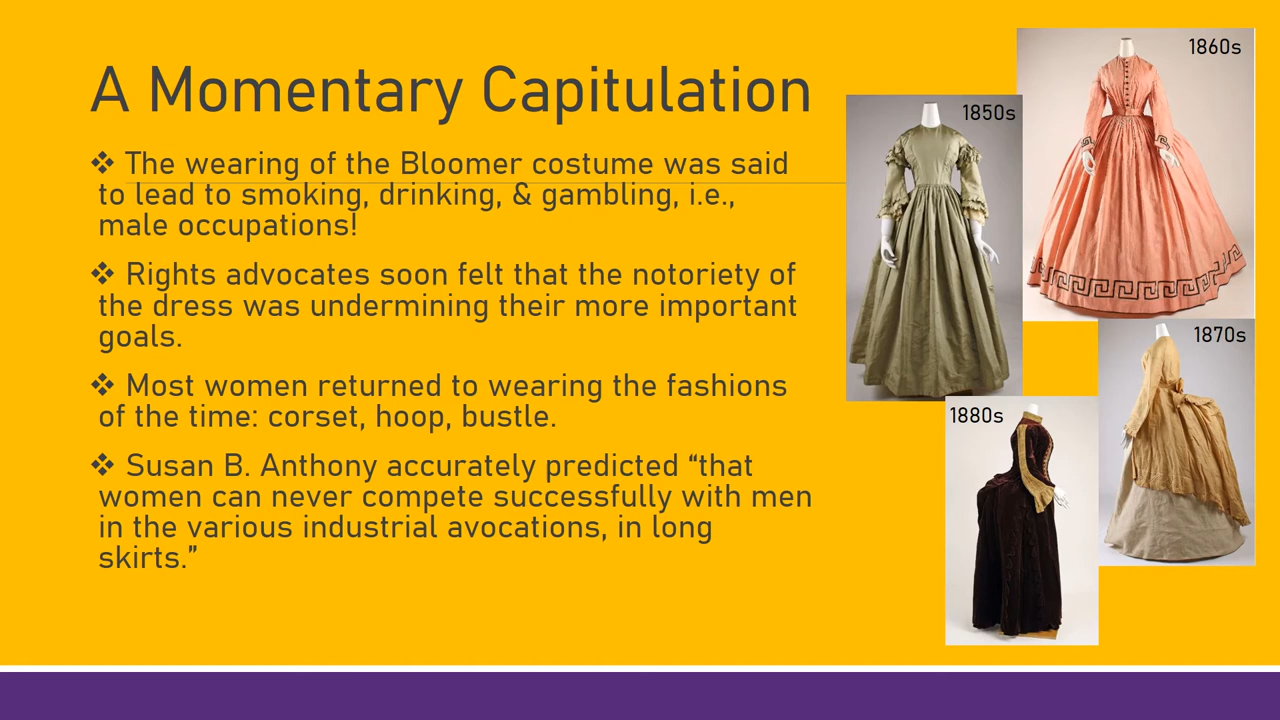 A Momentary Capitulation
❖ The wearing of the Bloomer costume was said
to lead to smoking, drinking, & gambling, i.e.,
male occupations!
❖ Rights advocates soon felt that the notoriety of
the dress was undermining their more important
goals.
❖ Most women returned to wearing the fashions
of the time: corset, hoop, bustle.
❖ Susan B. Anthony accurately predicted “that
women can never compete successfully with men
in the various industrial avocations, in long
skirts.”
1850s
1860s
1870s
1880s